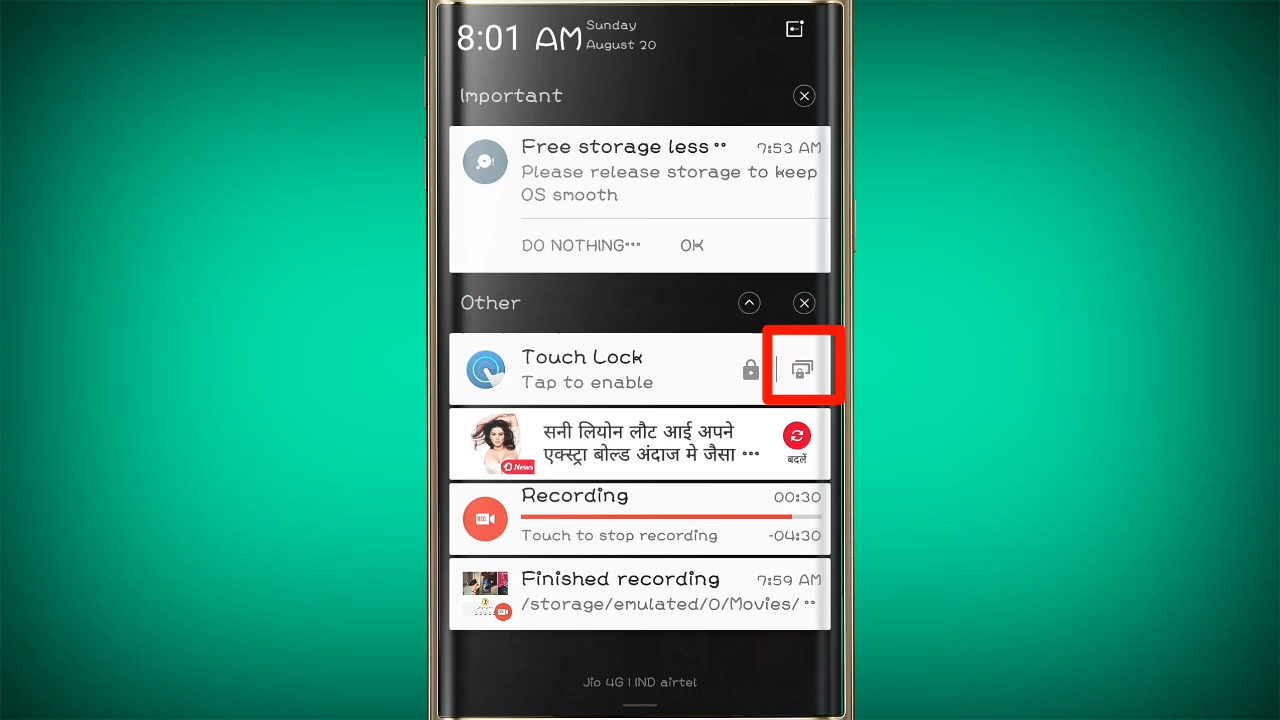 8:01 AM
Sunday
August 20
Important
Free storage less•• 7:53 AM
Please release storage to keep
OS smooth
DO NOTHING••• OK
Other
Touch Lock
Tap to enable
सनी लियोन लौट आई अपने
एक्स्ट्रा बोल्ड अंदाज मे जैसा •••
News
बदलें
Recording 00:30
REC.
Touch to stop recording -04:30
Finished recording 7:59 AM
/storage/emulated/0/Movies/ ••
Jio 4G | IND airtel